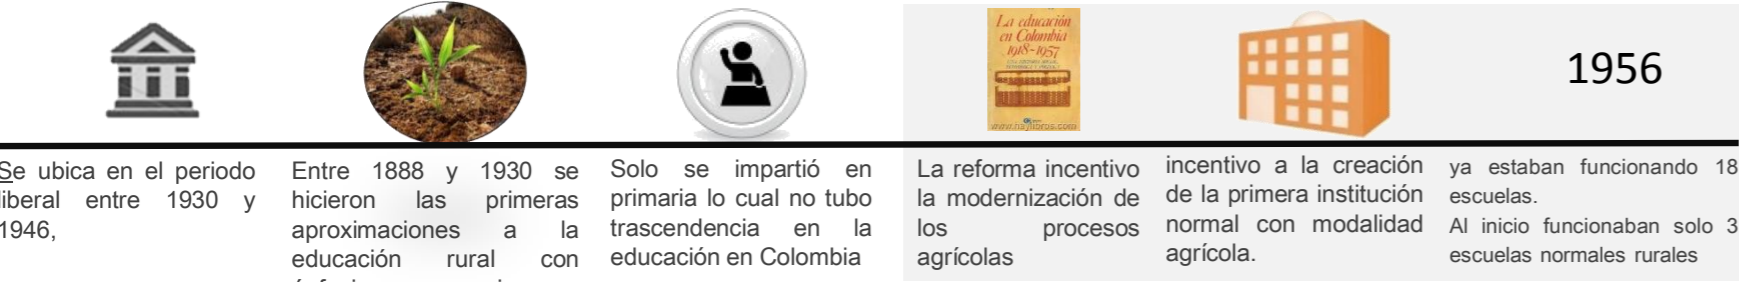 La educación
en Colombia
1918-1957
www.haylibros.com
1956
Se ubica en el periodo
liberal entre 1930 y
1946,
Entre 1888 y 1930 se
hicieron las primeras
aproximaciones a la
educación rural con
Solo se impartió en
primaria lo cual no tubo
trascendencia en la
educación en Colombia
La reforma incentivo
la modernización de
los procesos
agrícolas
incentivo a la creación
de la primera institución
normal con modalidad
agrícola.
ya estaban funcionando 18
escuelas.
Al inicio funcionaban solo 3
escuelas normales rurales